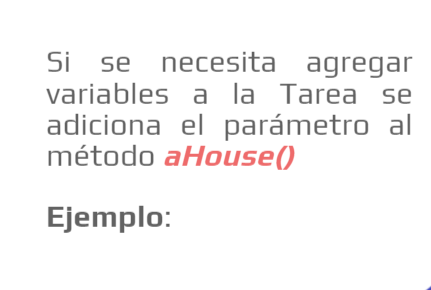 Si se necesita agregar
variables a la Tarea se
adiciona el parámetro al
método aHouse()
Ejemplo: